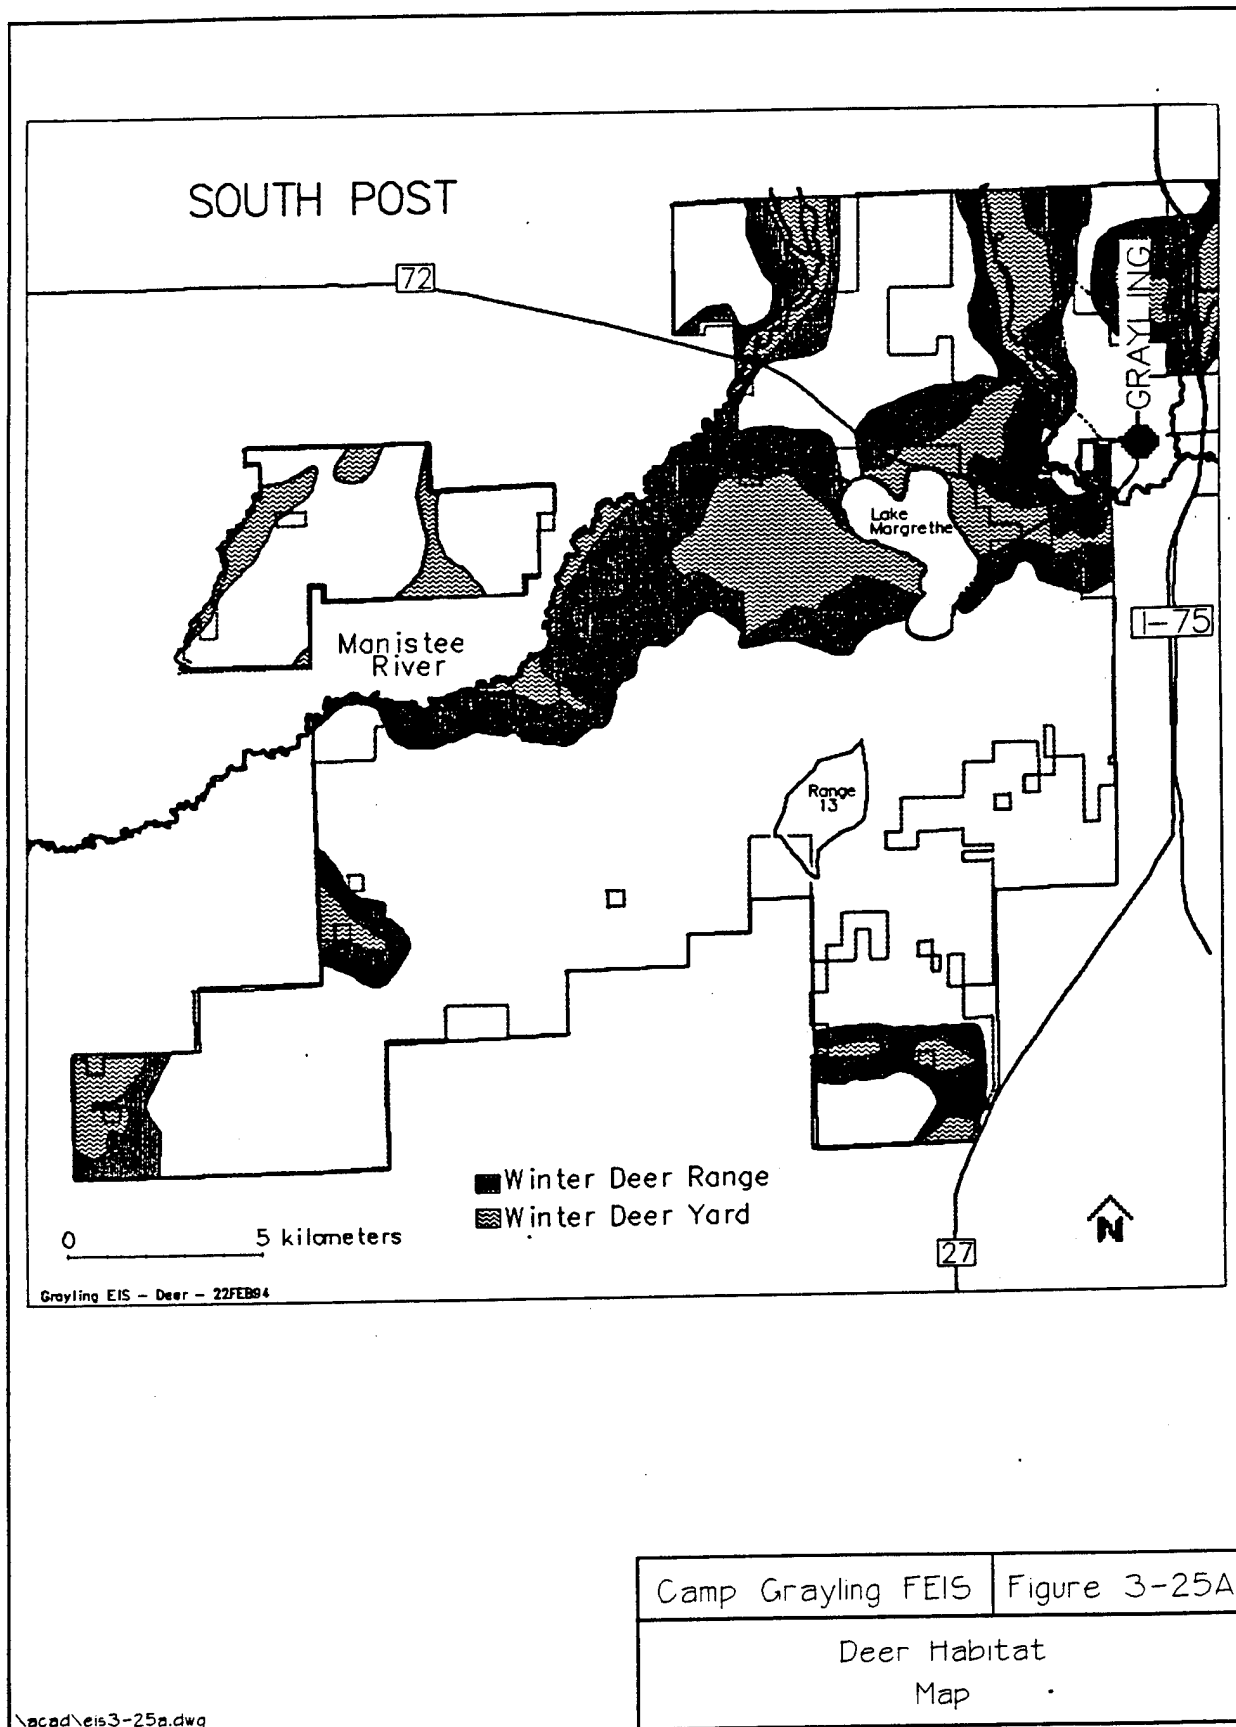 SOUTH POST
72
GRAYLING
Lake
Margrethe
I-75
Manistee
River
Range
13
Winter Deer Range
Winter Deer Yard
0 5 kilometers
N
27
Grayling EIS - Deer - 22FEB94
Camp Grayling FEIS
Figure 3-25A
Deer Habitat
Map
\acad\eis3-25a.dwg